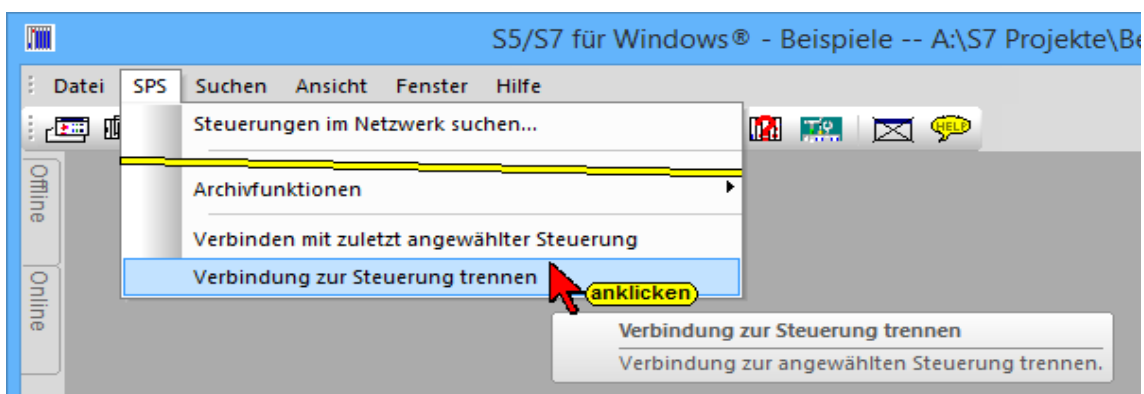 S5/S7 für Windows® - Beispiele -- A:\S7 Projekte\Be
Datei SPS Suchen Ansicht Fenster Hilfe
HELP
Steuerungen im Netzwerk suchen...
Archivfunktionen
Verbinden mit zuletzt angewählter Steuerung
Verbindung zur Steuerung trennen
anklicken
Verbindung zur Steuerung trennen
Verbindung zur angewählten Steuerung trennen.
Offline
Online